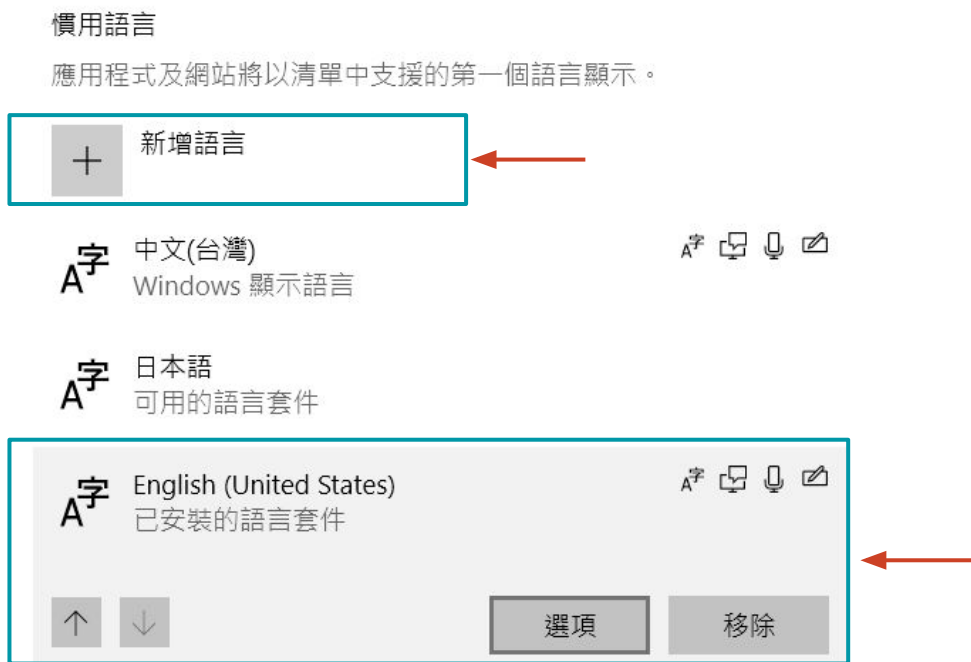 慣用語言
應用程式及網站將以清單中支援的第一個語言顯示。
新增語言
中文(台灣)
Windows 顯示語言
日本語
可用的語言套件
English (United States)
已安裝的語言套件
選項
移除